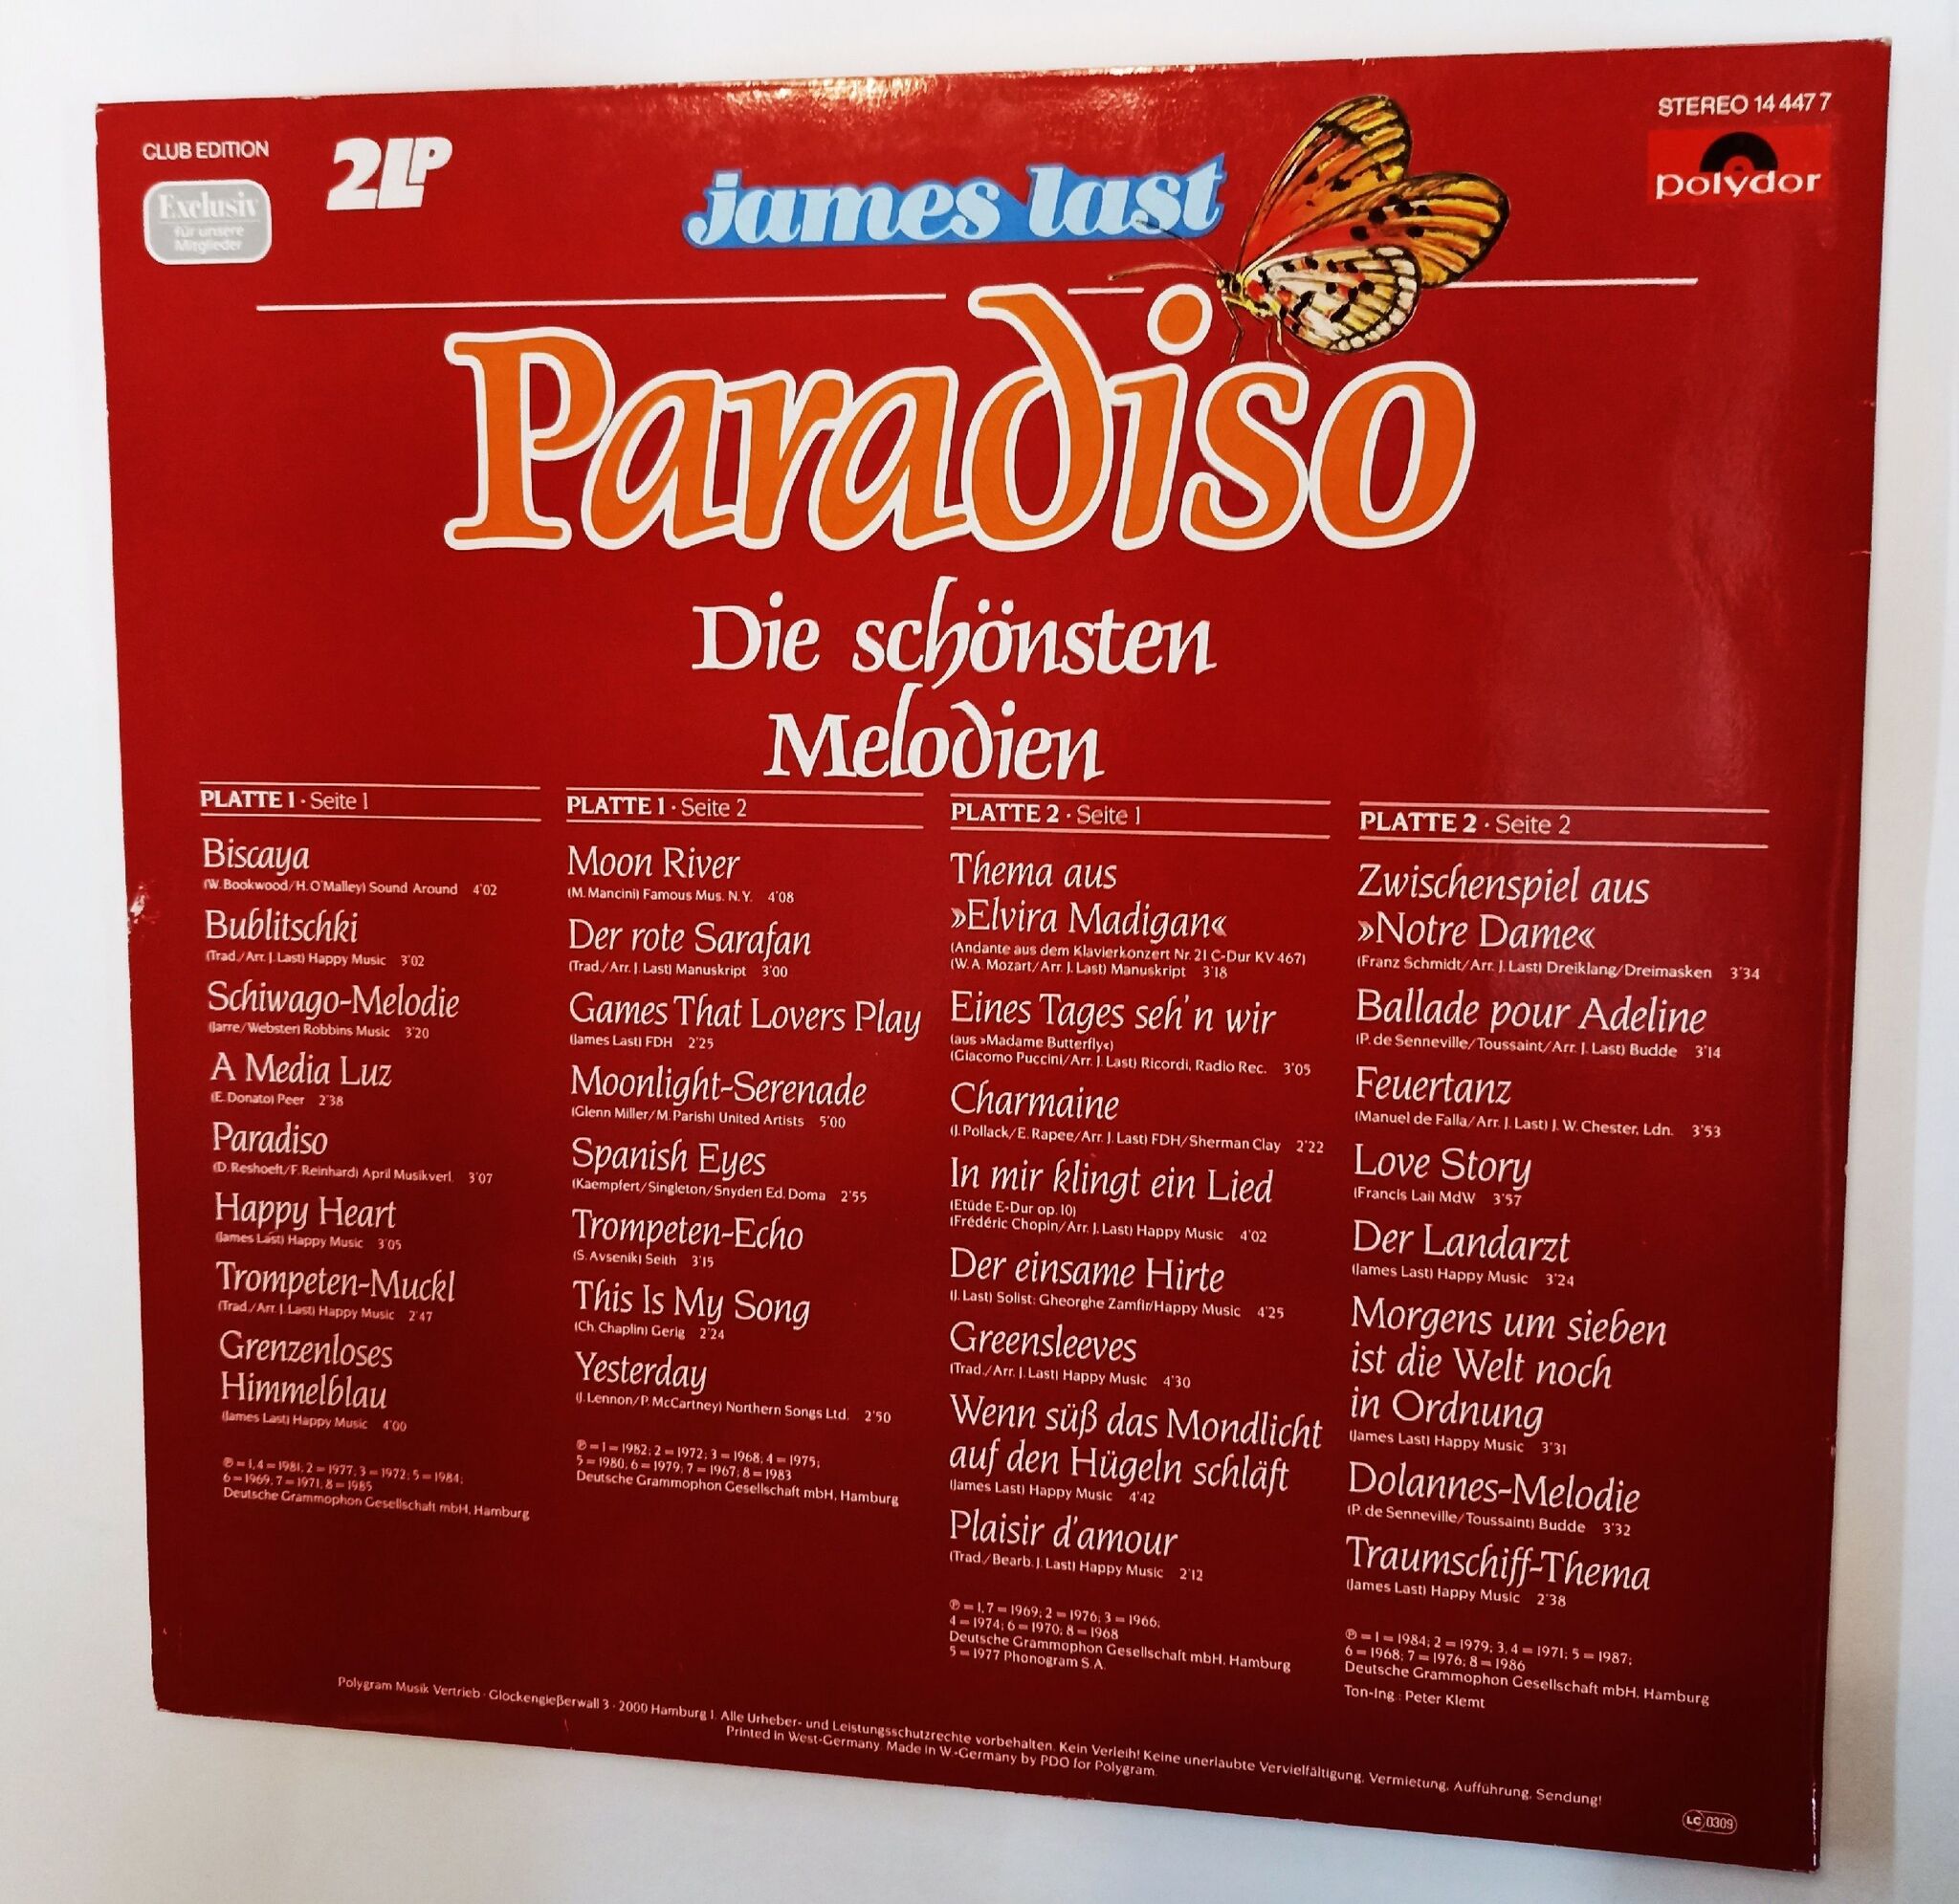 CLUB EDITION
Exclusiv
für unsere
Mitglieder
2LP
james last
STEREO 14 447 7
polydor
Paradiso
Die schönsten
Melodien
PLATTE 1 · Seite 1
Biscaya
(W. Bookwood/H. O'Malley) Sound Around 4'02
Bublitschki
(Trad./Arr. J. Last) Happy Music 3'02
Schiwago-Melodie
(Jarre/Webster) Robbins Music 3'20
A Media Luz
(E. Donato) Peer 2'38
Paradiso
(D. Reshoeft/F. Reinhard) April Musikverl. 3'07
Happy Heart
(James Last) Happy Music 3'05
Trompeten-Muckl
(Trad./Arr. J. Last) Happy Music 2'47
Grenzenloses
Himmelblau
(James Last) Happy Music 4'00
℗ = 1, 4 = 1981; 2 = 1977; 3 = 1972; 5 = 1984;
6 = 1969, 7 = 1971, 8 = 1985
Deutsche Grammophon Gesellschaft mbH, Hamburg
PLATTE 1 · Seite 2
Moon River
(M. Mancini) Famous Mus. N.Y. 4'08
Der rote Sarafan
(Trad./Arr. J. Last) Manuskript 3'00
Games That Lovers Play
(James Last) FDH 2'25
Moonlight-Serenade
(Glenn Miller/M. Parish) United Artists 5'00
Spanish Eyes
(Kaempfert/Singleton/Snyder) Ed. Doma 2'55
Trompeten-Echo
(S. Avsenik) Seith 3'15
This Is My Song
(Ch. Chaplin) Gerig 2'24
Yesterday
(J. Lennon/P. McCartney) Northern Songs Ltd. 2'50
℗ = 1 = 1982; 2 = 1972; 3 = 1968; 4 = 1975;
5 = 1980, 6 = 1979; 7 = 1967; 8 = 1983
Deutsche Grammophon Gesellschaft mbH, Hamburg
PLATTE 2 · Seite 1
Thema aus
»Elvira Madigan«
(Andante aus dem Klavierkonzert Nr. 21 C-Dur KV 467)
(W. A. Mozart/Arr. J. Last) Manuskript 3'18
Eines Tages seh'n wir
(aus »Madame Butterfly«)
(Giacomo Puccini/Arr. J. Last) Ricordi, Radio Rec. 3'05
Charmaine
(J. Pollack/E. Rapee/Arr. J. Last) FDH/Sherman Clay 2'22
In mir klingt ein Lied
(Etüde E-Dur op. 10)
(Frédéric Chopin/Arr. J. Last) Happy Music 4'02
Der einsame Hirte
(J. Last) Solist: Gheorghe Zamfir/Happy Music 4'25
Greensleeves
(Trad./Arr. J. Last) Happy Music 4'30
Wenn süß das Mondlicht
auf den Hügeln schläft
(James Last) Happy Music 4'42
Plaisir d'amour
(Trad./Bearb. J. Last) Happy Music 2'12
℗ = 1, 7 = 1969; 2 = 1976; 3 = 1966;
4 = 1974; 6 = 1970; 8 = 1968
Deutsche Grammophon Gesellschaft mbH, Hamburg
5 = 1977 Phonogram S.A.
PLATTE 2 · Seite 2
Zwischenspiel aus
»Notre Dame«
(Franz Schmidt/Arr. J. Last) Dreiklang/Dreimasken 3'34
Ballade pour Adeline
(P. de Senneville/Toussaint/Arr. J. Last) Budde 3'14
Feuertanz
(Manuel de Falla/Arr. J. Last) J. W. Chester, Ldn. 3'53
Love Story
(Francis Lai) MdW 3'57
Der Landarzt
(James Last) Happy Music 3'24
Morgens um sieben
ist die Welt noch
in Ordnung
(James Last) Happy Music 3'31
Dolannes-Melodie
(P. de Senneville/Toussaint) Budde 3'32
Traumschiff-Thema
(James Last) Happy Music 2'38
℗ = 1 = 1984; 2 = 1979; 3, 4 = 1971; 5 = 1987;
6 = 1968; 7 = 1976; 8 = 1986
Deutsche Grammophon Gesellschaft mbH, Hamburg
Ton-Ing.: Peter Klemt
Polygram Musik Vertrieb · Glockengießerwall 3 · 2000 Hamburg 1. Alle Urheber- und Leistungsschutzrechte vorbehalten. Kein Verleih! Keine unerlaubte Vervielfältigung, Vermietung, Aufführung, Sendung!
Printed in West-Germany. Made in W.-Germany by PDO for Polygram.
LC 0309